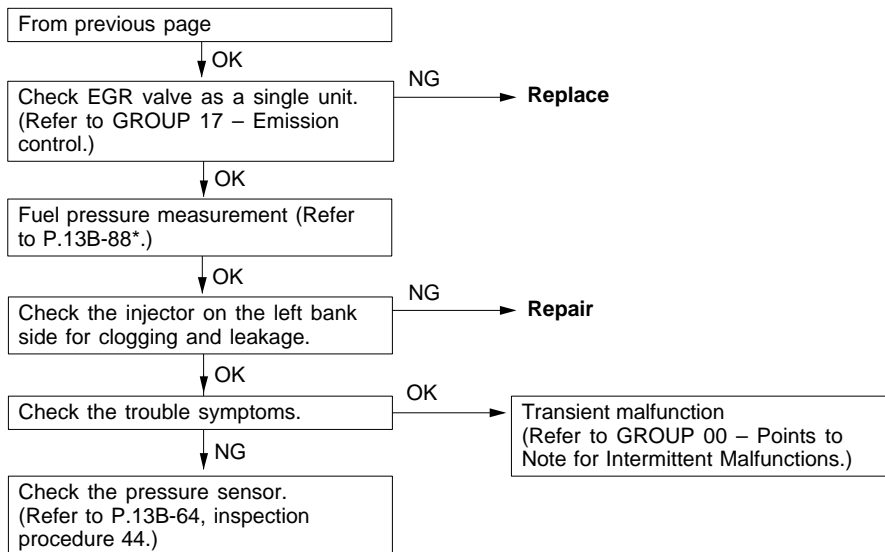 From previous page
OK
Check EGR valve as a single unit.
(Refer to GROUP 17 – Emission
control.)
NG
Replace
OK
Fuel pressure measurement (Refer
to P.13B-88*.)
OK
Check the injector on the left bank
side for clogging and leakage.
NG
Repair
OK
Check the trouble symptoms.
OK
Transient malfunction
(Refer to GROUP 00 – Points to
Note for Intermittent Malfunctions.)
NG
Check the pressure sensor.
(Refer to P.13B-64, inspection
procedure 44.)